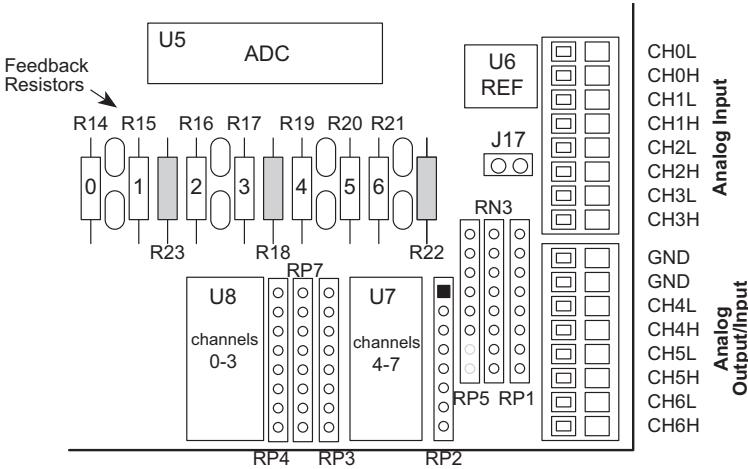 U5
ADC
U6
REF
Feedback
Resistors
R14 R15 R16 R17 R19 R20 R21
J17
0 1 2 3 4 5 6
R23 R18 R22
RN3
RP7
U8
channels
0-3
U7
channels
4-7
RP5 RP1
RP4 RP3 RP2
CH0L
CH0H
CH1L
CH1H
CH2L
CH2H
CH3L
CH3H
Analog Input
GND
GND
CH4L
CH4H
CH5L
CH5H
CH6L
CH6H
Analog
Output/Input